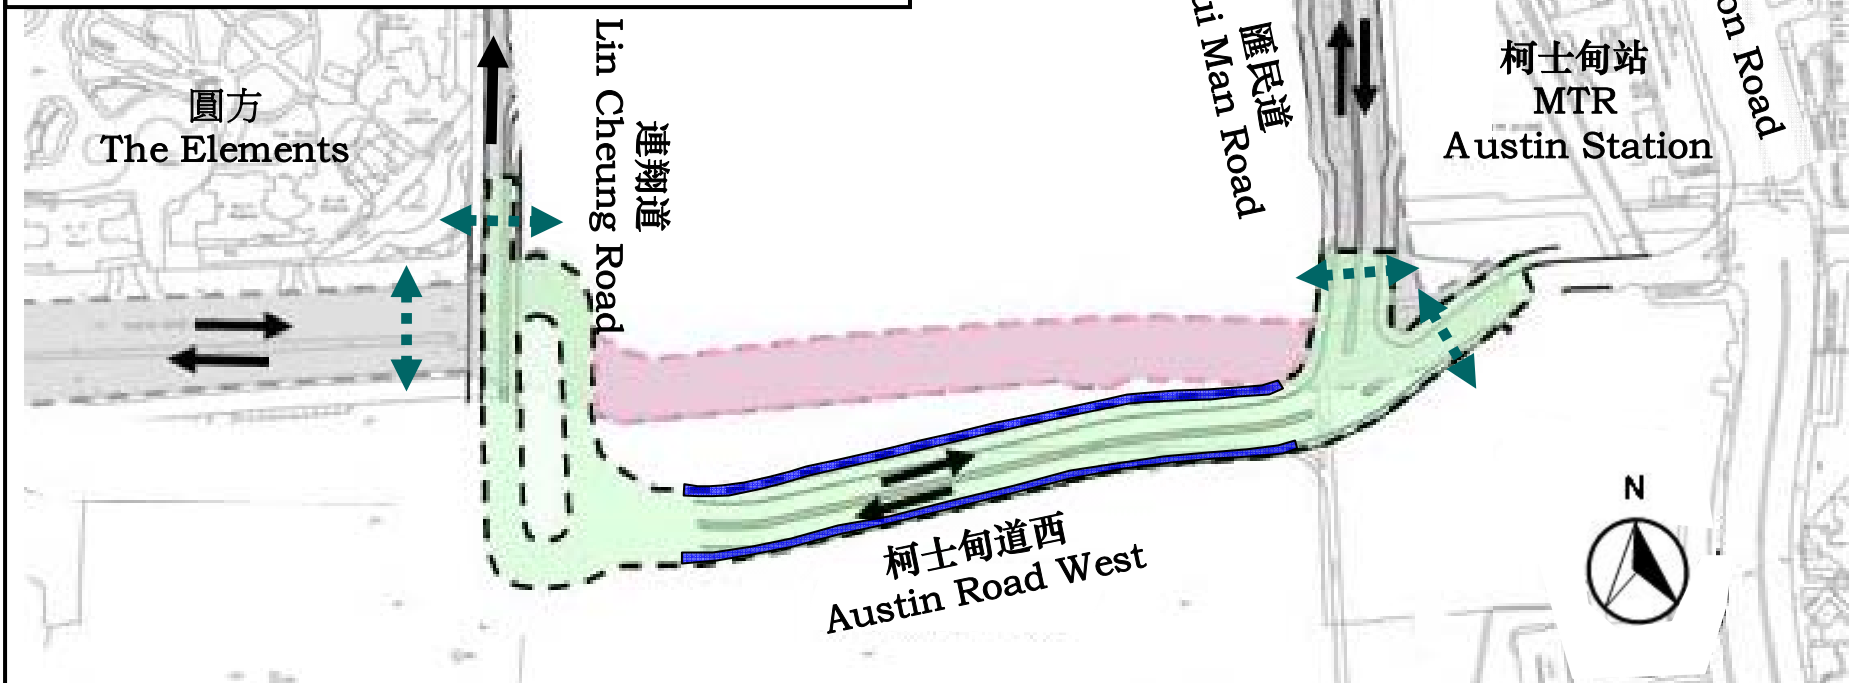 圓方
The Elements
連翔道
Lin Cheung Road
匯民道
ui Man Road
柯士甸站
MTR
Austin Station
on Road
柯士甸道西
Austin Road West
N